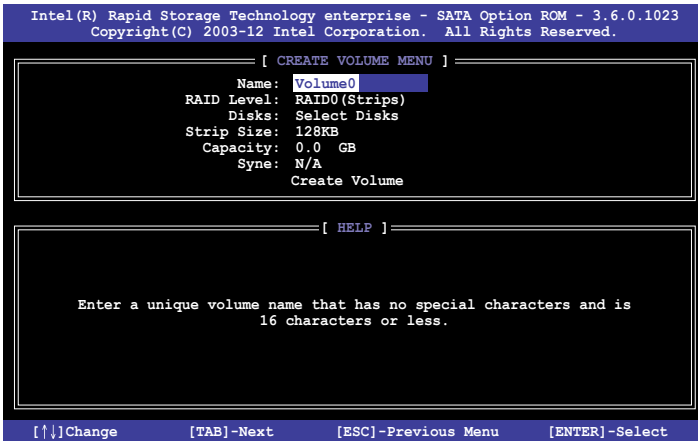 Intel(R) Rapid Storage Technology enterprise - SATA Option ROM - 3.6.0.1023
Copyright(C) 2003-12 Intel Corporation. All Rights Reserved.
[ CREATE VOLUME MENU ]
Name: Volume0
RAID Level: RAID0(Strips)
Disks: Select Disks
Strip Size: 128KB
Capacity: 0.0 GB
Syne: N/A
Create Volume
[ HELP ]
Enter a unique volume name that has no special characters and is
16 characters or less.
[↑↓]Change [TAB]-Next [ESC]-Previous Menu [ENTER]-Select